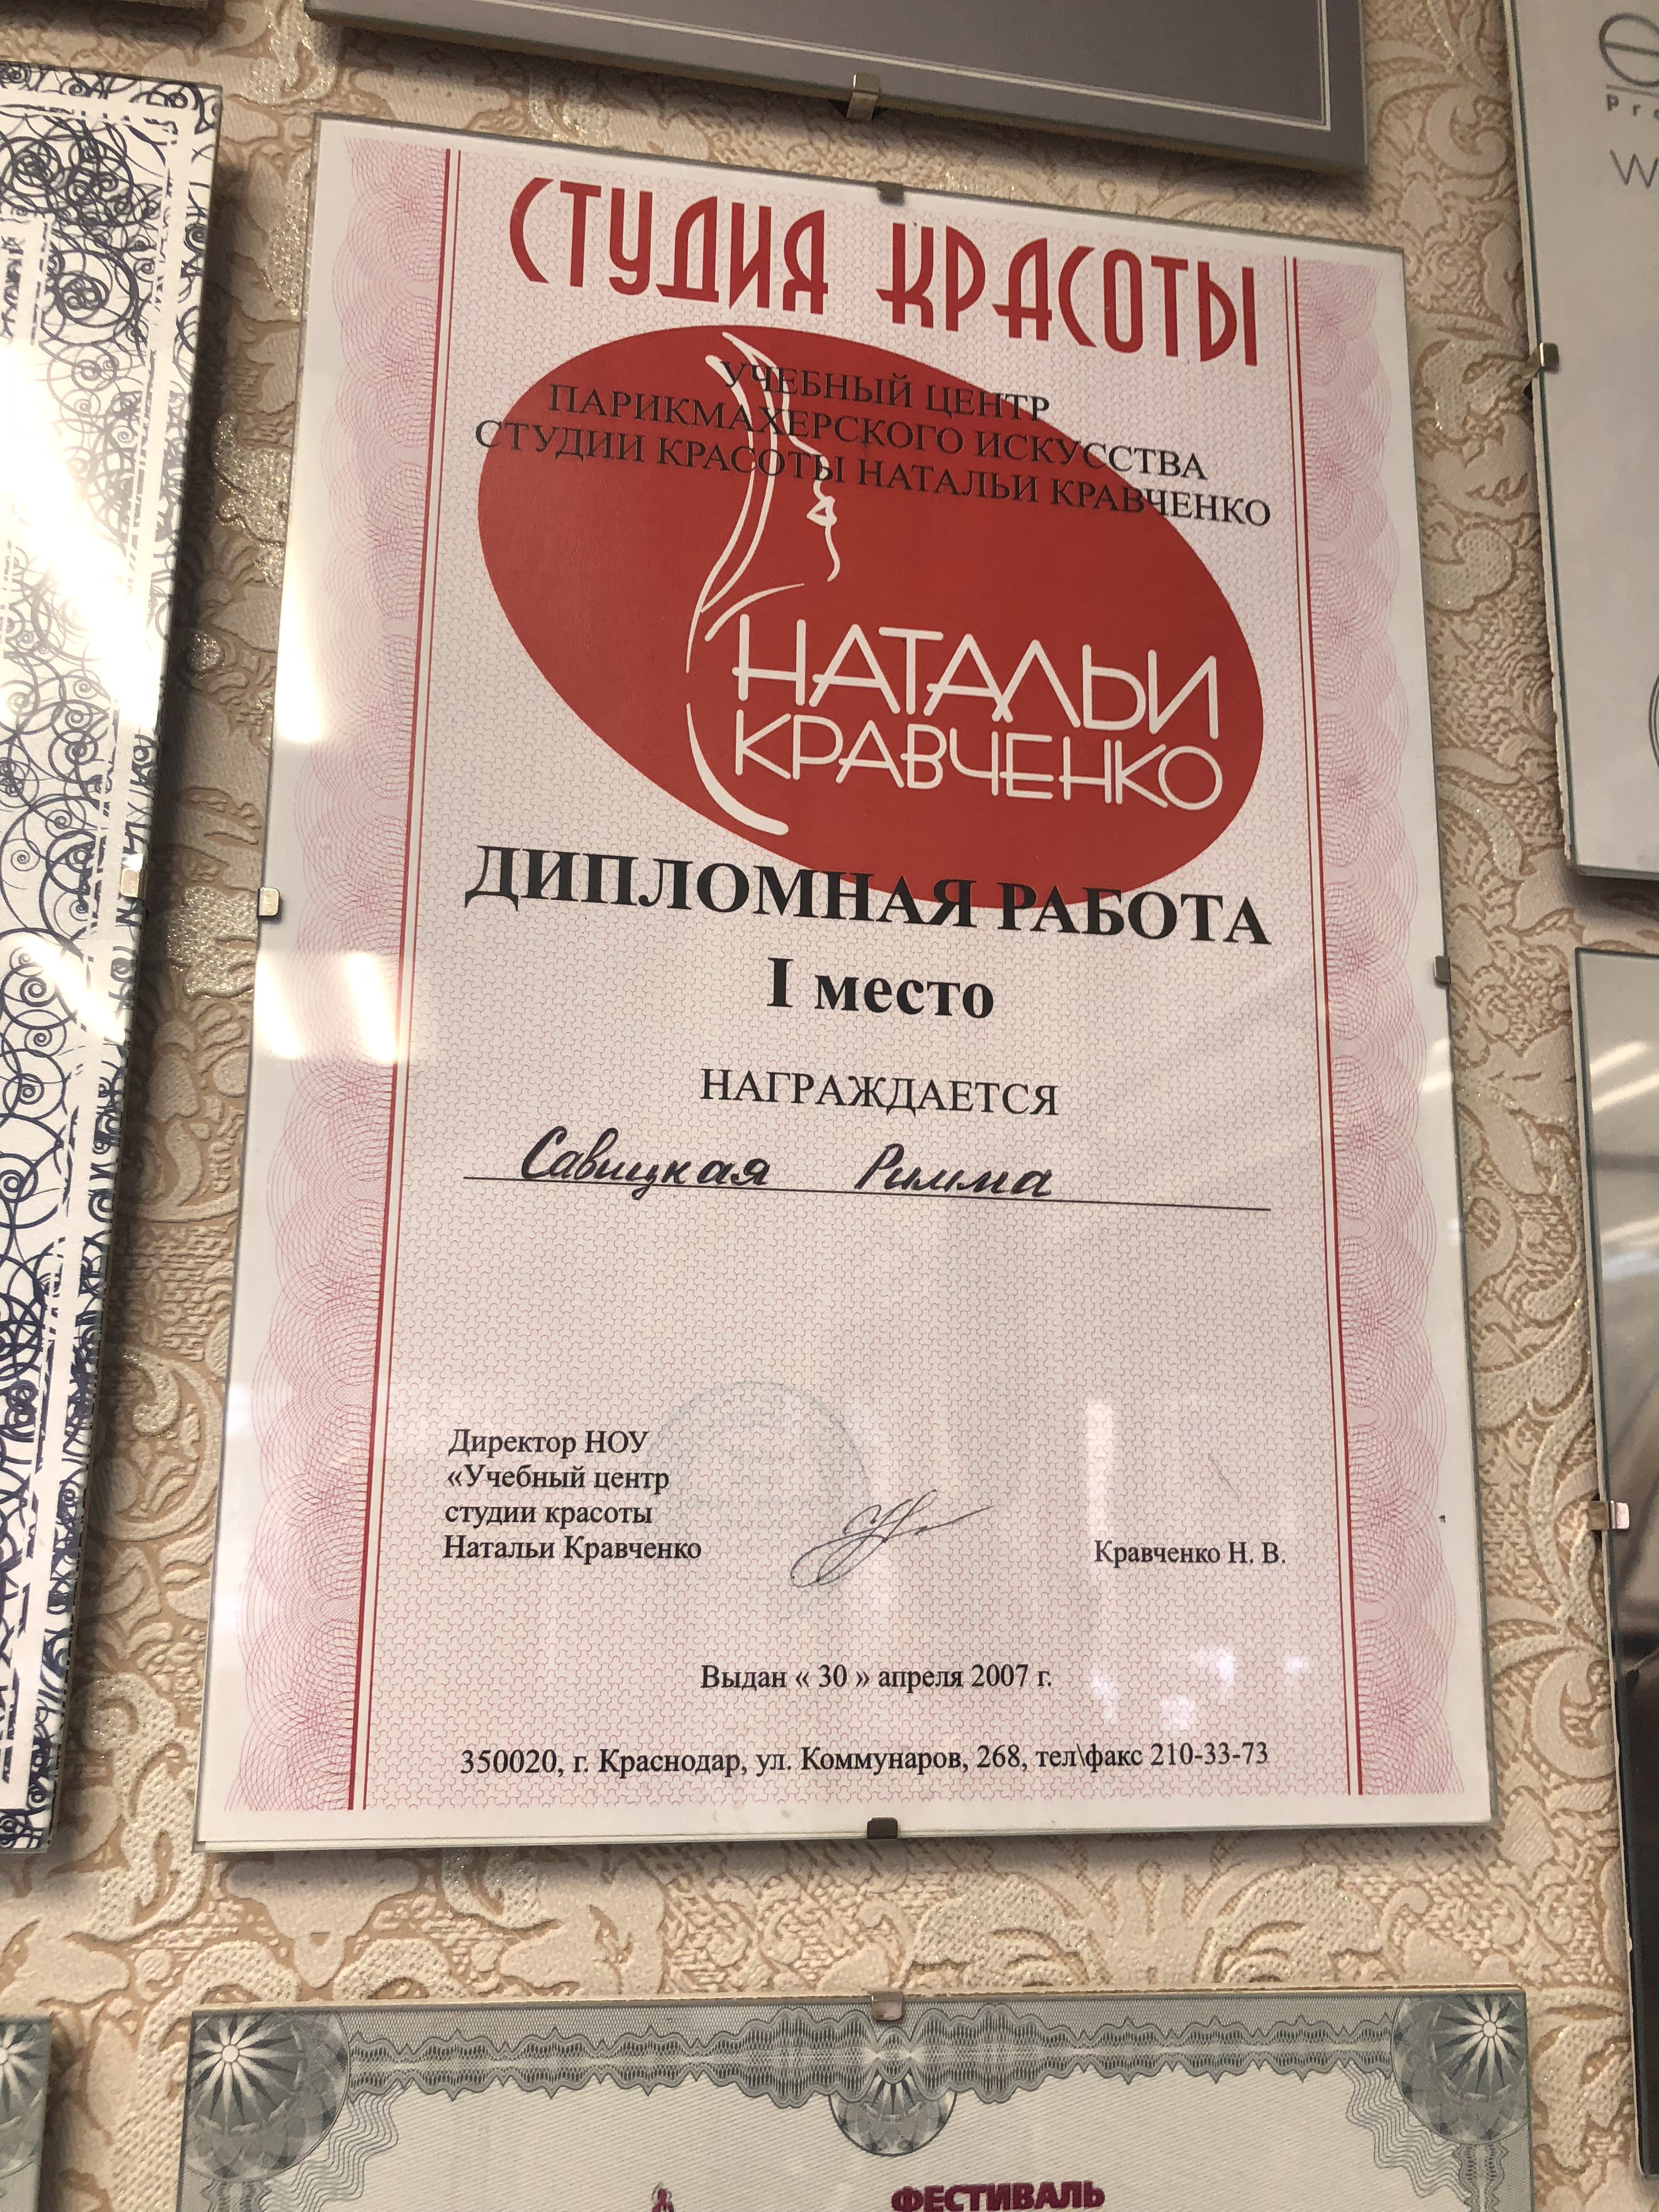 СТУДИЯ КРАСОТЫ
УЧЕБНЫЙ ЦЕНТР
ПАРИКМАХЕРСКОГО ИСКУССТВА
СТУДИИ КРАСОТЫ НАТАЛЬИ КРАВЧЕНКО
НАТАЛЬИ
КРАВЧЕНКО
ДИПЛОМНАЯ РАБОТА
I место
НАГРАЖДАЕТСЯ
Савицкая Римма
Директор НОУ
«Учебный центр
студии красоты
Натальи Кравченко
Кравченко Н. В.
Выдан « 30 » апреля 2007 г.
350020, г. Краснодар, ул. Коммунаров, 268, тел\факс 210-33-73
ФЕСТИВАЛЬ